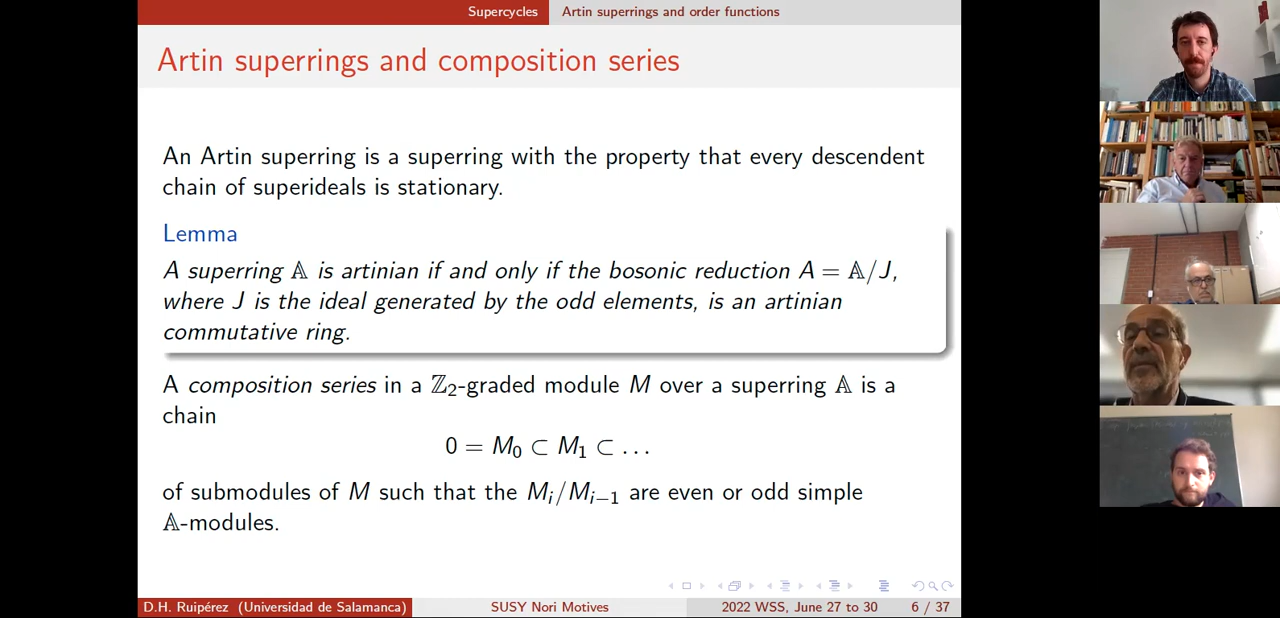 Supercycles Artin superrings and order functions
Artin superrings and composition series
An Artin superring is a superring with the property that every descendent
chain of superideals is stationary.
Lemma
A superring 𝔸 is artinian if and only if the bosonic reduction A = 𝔸/J,
where J is the ideal generated by the odd elements, is an artinian
commutative ring.
A composition series in a ℤ₂-graded module M over a superring 𝔸 is a
chain
0 = M₀ ⊂ M₁ ⊂ ...
of submodules of M such that the Mᵢ/Mᵢ₋₁ are even or odd simple
𝔸-modules.
D.H. Ruipérez (Universidad de Salamanca) SUSY Nori Motives 2022 WSS, June 27 to 30 6 / 37